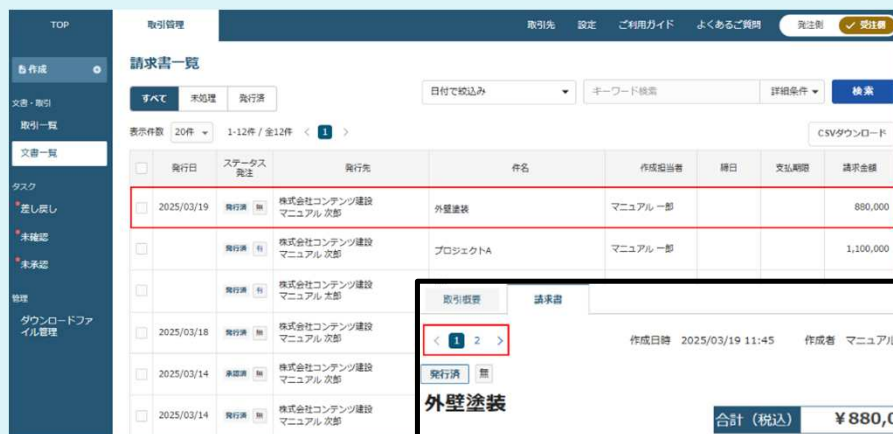 TOP 取引管理 取引先 設定 ご利用ガイド よくあるご質問 発注側 受注側
作成
請求書一覧
すべて 未処理 発行済 日付で絞込み キーワード検索 詳細条件 検索
文書・取引
取引一覧
表示件数 20件 1-12件 / 全12件 < 1 > CSVダウンロード
文書一覧
発行日 ステータス 発注 発行先 件名 作成担当者 締日 支払期限 請求金額
タスク
差し戻し
未確認
未承認
管理
ダウンロードファイル管理
2025/03/19 発行済 無 株式会社コンテンツ建設 マニュアル 次郎 外壁塗装 マニュアル 一郎 880,000
発行済 有 株式会社コンテンツ建設 マニュアル 次郎 プロジェクトA マニュアル 一郎 1,100,000
発行済 有 株式会社コンテンツ建設 マニュアル 太郎
2025/03/18 発行済 無 株式会社コンテンツ建設 マニュアル 次郎
2025/03/14 承認済 無 株式会社コンテンツ建設 マニュアル 次郎
2025/03/14 発行済 無 株式会社コンテンツ建設 マニュアル 次郎
取引概要 請求書
< 1 2 > 作成日時 2025/03/19 11:45 作成者 マニュアル
発行済 無
外壁塗装
合計（税込） ¥880,0